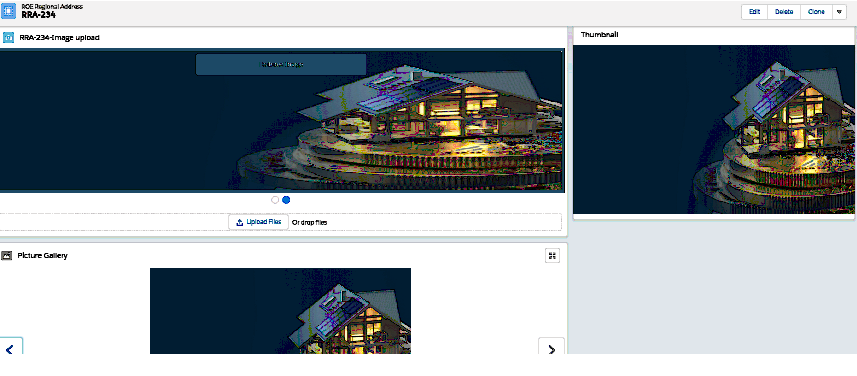 ROE Regional Address
RRA-234
Edit
Delete
Clone
RRA-234-Image upload
Thumbnail
Upload Files
Or drop files
Picture Gallery